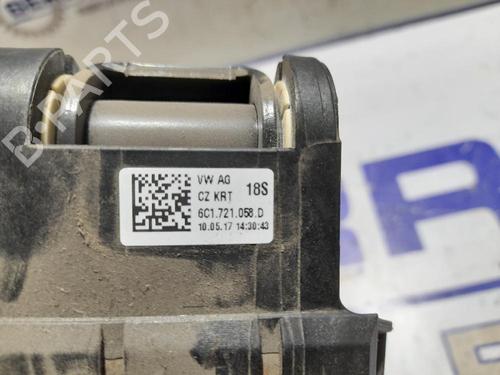 B-PARTS
VW AG
CZ KRT 18S
6C1.721.058.D
10.05.17 14:30:43